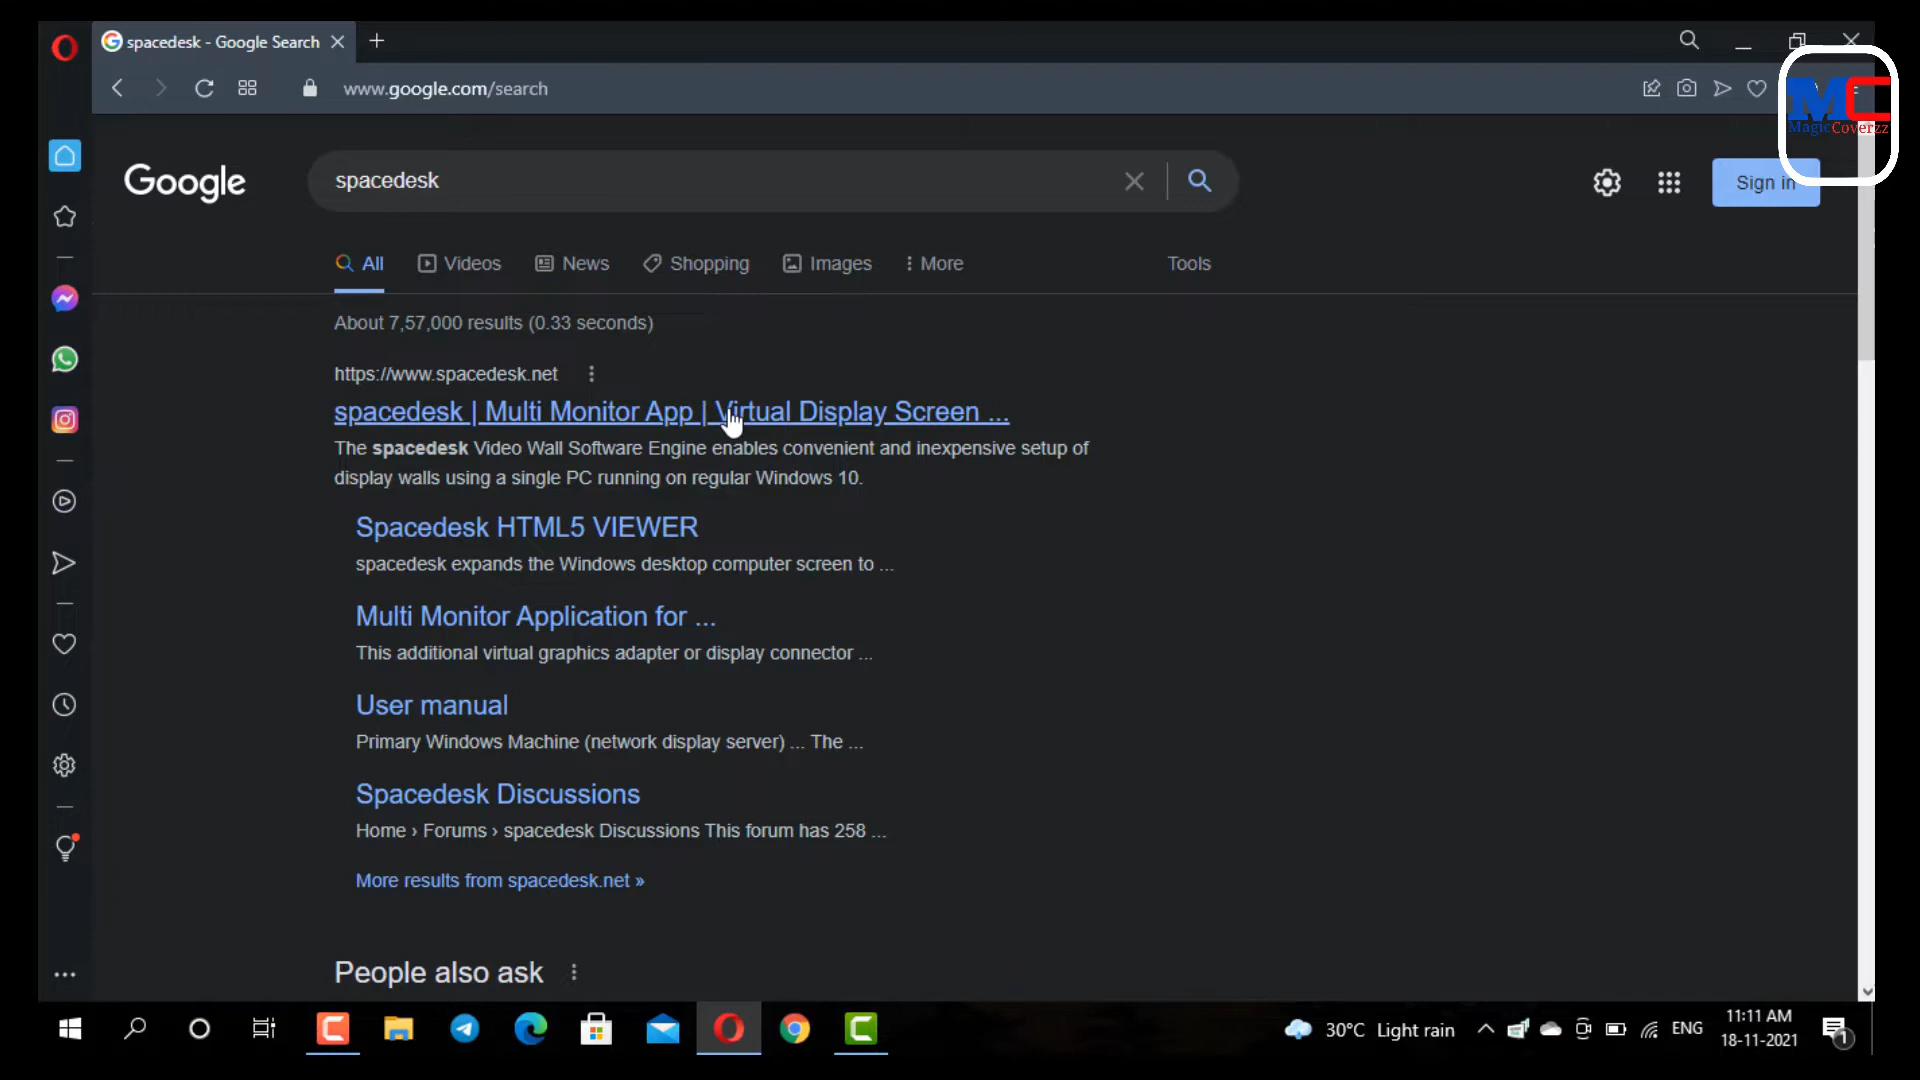 spacedesk - Google Search
www.google.com/search
MC
MagicCoverzz
Google
spacedesk
Sign in
All
Videos
News
Shopping
Images
More
Tools
About 7,57,000 results (0.33 seconds)
https://www.spacedesk.net
spacedesk | Multi Monitor App | Virtual Display Screen ...
The spacedesk Video Wall Software Engine enables convenient and inexpensive setup of
display walls using a single PC running on regular Windows 10.
Spacedesk HTML5 VIEWER
spacedesk expands the Windows desktop computer screen to ...
Multi Monitor Application for ...
This additional virtual graphics adapter or display connector ...
User manual
Primary Windows Machine (network display server) ... The ...
Spacedesk Discussions
Home › Forums › spacedesk Discussions This forum has 258 ...
More results from spacedesk.net »
People also ask
30°C Light rain
ENG
11:11 AM
18-11-2021
1